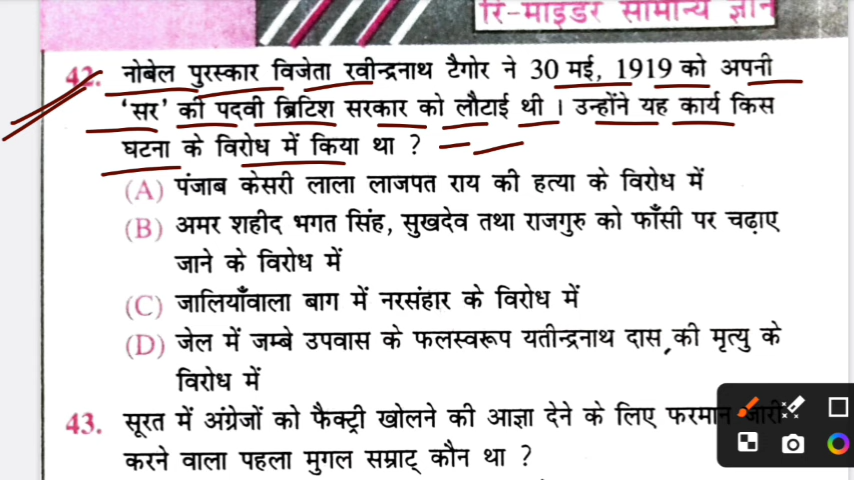 रि-माइंडर सामान्य ज्ञान
42. नोबेल पुरस्कार विजेता रवीन्द्रनाथ टैगोर ने 30 मई, 1919 को अपनी
‘सर’ की पदवी ब्रिटिश सरकार को लौटाई थी । उन्होंने यह कार्य किस
घटना के विरोध में किया था ?
(A) पंजाब केसरी लाला लाजपत राय की हत्या के विरोध में
(B) अमर शहीद भगत सिंह, सुखदेव तथा राजगुरु को फाँसी पर चढ़ाए
जाने के विरोध में
(C) जालियाँवाला बाग में नरसंहार के विरोध में
(D) जेल में जम्बे उपवास के फलस्वरूप यतीन्द्रनाथ दास की मृत्यु के
विरोध में
43. सूरत में अंग्रेजों को फैक्ट्री खोलने की आज्ञा देने के लिए फरमान जारी
करने वाला पहला मुगल सम्राट् कौन था ?